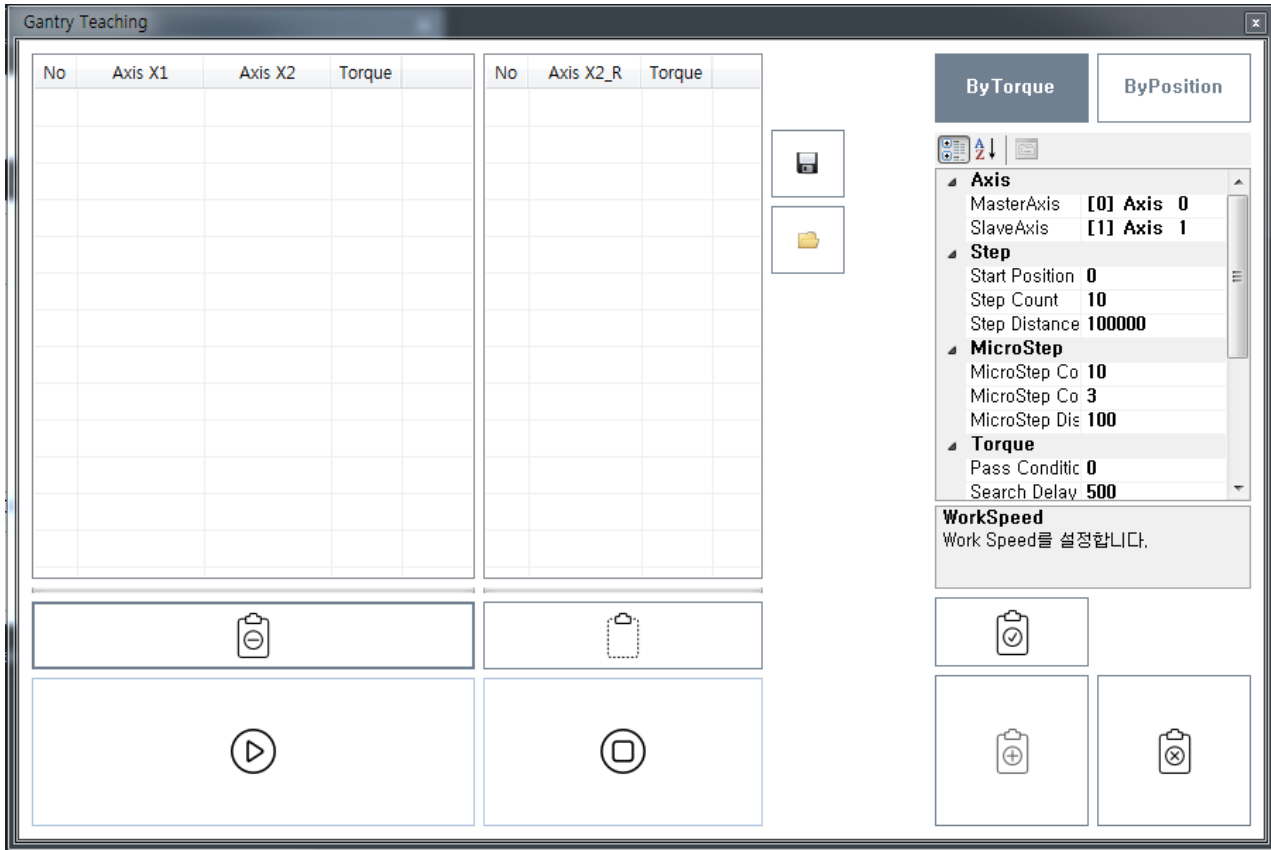 Gantry Teaching
No Axis X1 Axis X2 Torque
No Axis X2_R Torque
ByTorque ByPosition
Axis
MasterAxis [0] Axis 0
SlaveAxis [1] Axis 1
Step
Start Position 0
Step Count 10
Step Distance 100000
MicroStep
MicroStep Co 10
MicroStep Co 3
MicroStep Dis 100
Torque
Pass Conditic 0
Search Delay 500
WorkSpeed
Work Speed를 설정합니다.